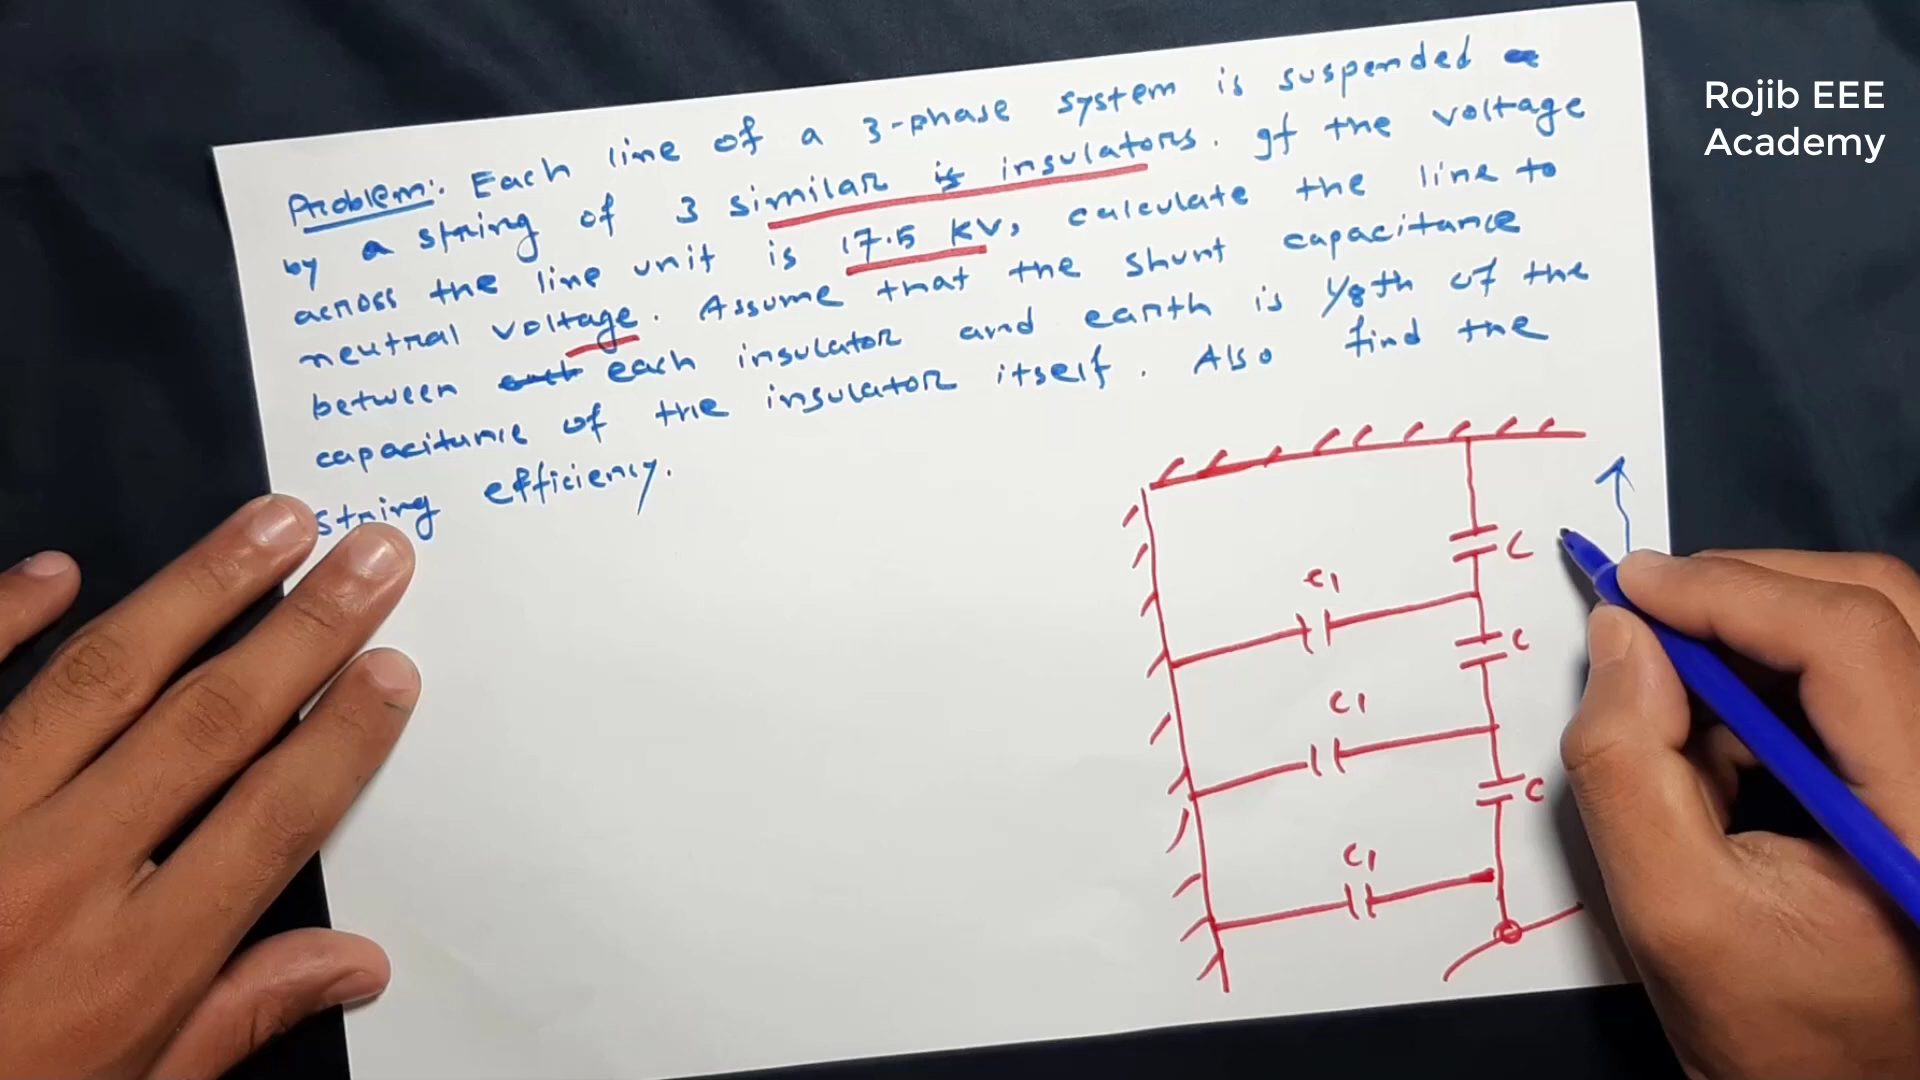 Problem: Each line of a 3-phase system is suspended
by a string of 3 similar is insulators. If the voltage
across the line unit is 17.5 KV, calculate the line to
neutral voltage. Assume that the shunt capacitance
between each insulator and earth is 1/8th of the
capacitance of the insulator itself. Also find the
string efficiency.
C
C1
C
C1
C
C1
Rojib EEE
Academy